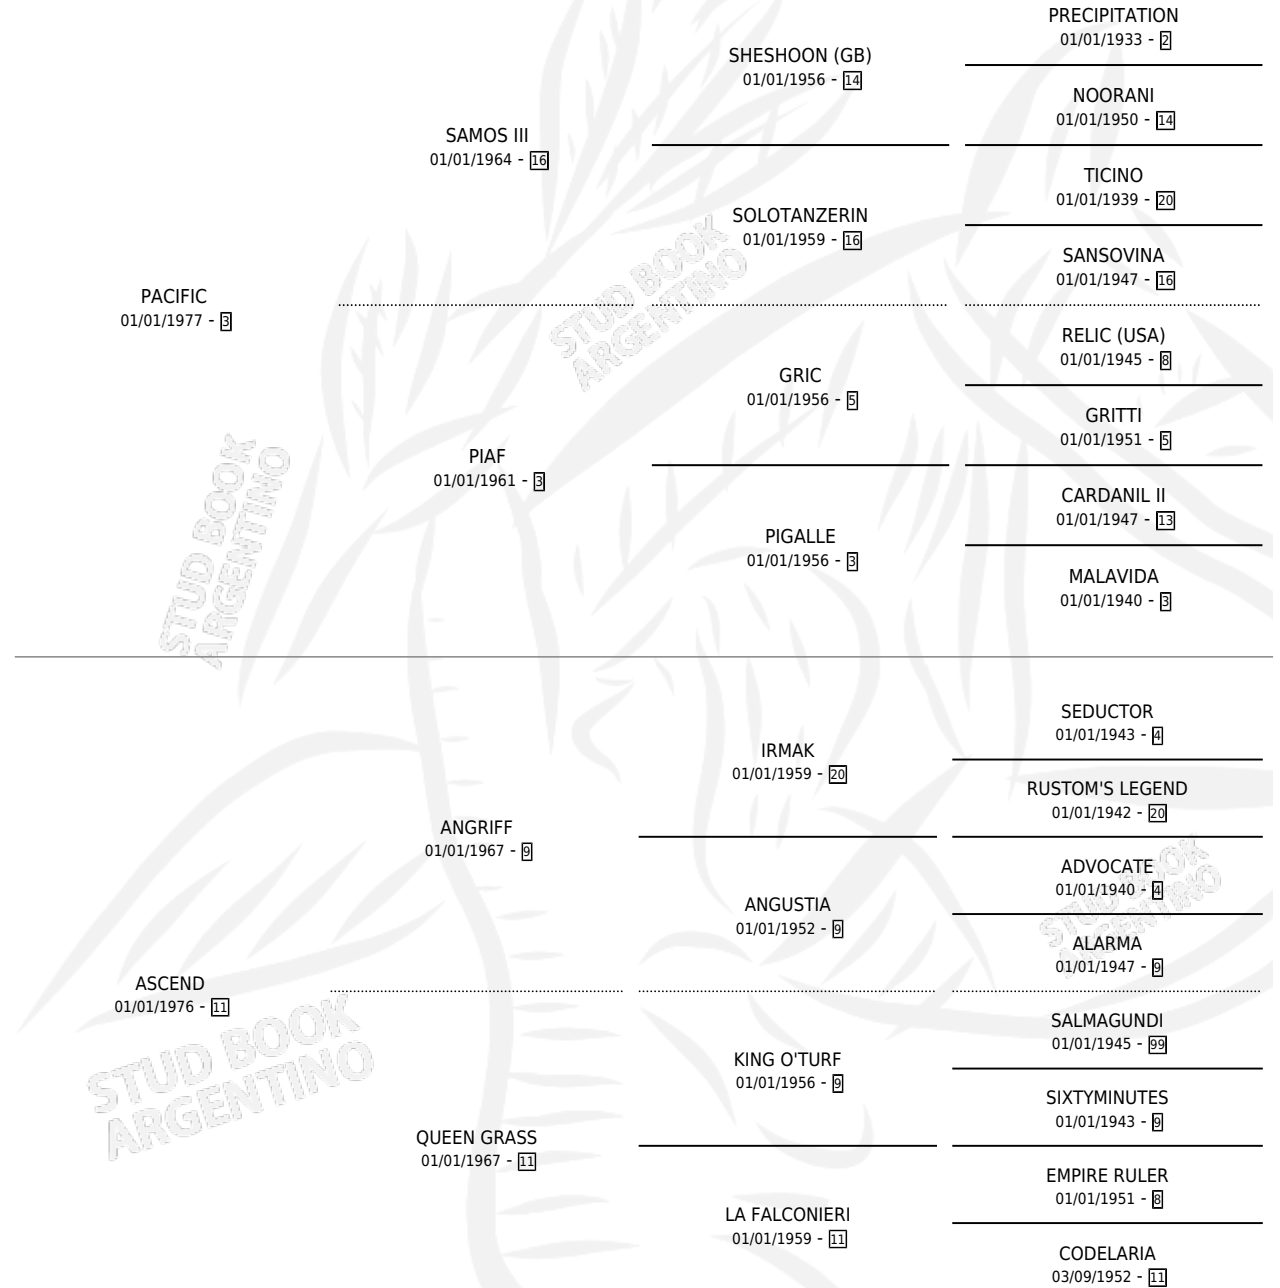 PRECIPITATION
01/01/1933 - 2
SHESHOON (GB)
01/01/1956 - 14
NOORANI
01/01/1950 - 14
SAMOS III
01/01/1964 - 16
TICINO
01/01/1939 - 20
SOLOTANZERIN
01/01/1959 - 16
SANSOVINA
01/01/1947 - 16
PACIFIC
01/01/1977 - 3
STUD BOOK
ARGENTINO
RELIC (USA)
01/01/1945 - 8
GRIC
01/01/1956 - 5
GRITTI
01/01/1951 - 5
PIAF
01/01/1961 - 3
CARDANIL II
01/01/1947 - 13
PIGALLE
01/01/1956 - 3
MALAVIDA
01/01/1940 - 3
STUD BOOK
ARGENTINO
SEDUCTOR
01/01/1943 - 4
IRMAK
01/01/1959 - 20
RUSTOM'S LEGEND
01/01/1942 - 20
ANGRIFF
01/01/1967 - 9
ADVOCATE
01/01/1940 - 4
ANGUSTIA
01/01/1952 - 9
ALARMA
01/01/1947 - 9
STUD BOOK
ARGENTINO
ASCEND
01/01/1976 - 11
SALMAGUNDI
01/01/1945 - 99
KING O'TURF
01/01/1956 - 9
SIXTYMINUTES
01/01/1943 - 9
STUD BOOK
ARGENTINO
QUEEN GRASS
01/01/1967 - 11
EMPIRE RULER
01/01/1951 - 8
LA FALCONIERI
01/01/1959 - 11
CODELARIA
03/09/1952 - 11